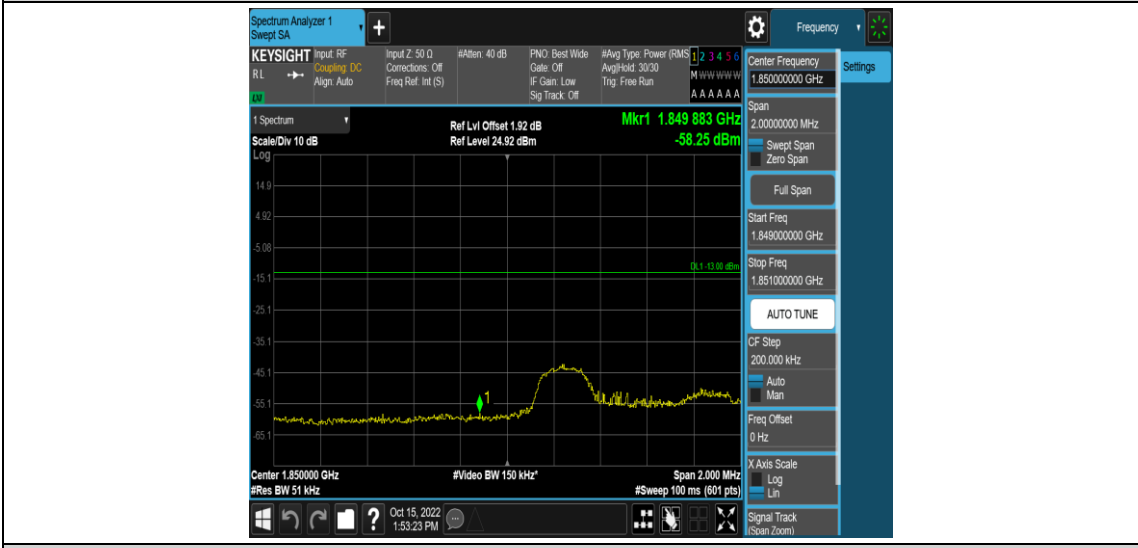 Spectrum Analyzer 1
Swept SA
+
Frequency
KEYSIGHT
RL
LM
Input: RF
Coupling: DC
Align: Auto
Input Z: 50 Ω
Corrections: Off
Freq Ref: Int (S)
#Atten: 40 dB
PNO: Best Wide
Gate: Off
IF Gain: Low
Sig Track: Off
#Avg Type: Power (RMS
Avg|Hold: 30/30
Trig: Free Run
1 2 3 4 5 6
M W W W W W
A A A A A A
Center Frequency
1.850000000 GHz
Settings
Span
2.00000000 MHz
Swept Span
Zero Span
Full Span
Start Freq
1.849000000 GHz
Stop Freq
1.851000000 GHz
AUTO TUNE
CF Step
200.000 kHz
Auto
Man
Freq Offset
0 Hz
X Axis Scale
Log
Lin
Signal Track
(Span Zoom)
1 Spectrum
Scale/Div 10 dB
Log
Ref Lvl Offset 1.92 dB
Ref Level 24.92 dBm
Mkr1 1.849 883 GHz
-58.25 dBm
14.9
4.92
-5.08
DL1 -13.00 dBm
-15.1
-25.1
-35.1
-45.1
1
-55.1
-65.1
Center 1.850000 GHz
#Video BW 150 kHz*
Span 2.000 MHz
#Res BW 51 kHz
#Sweep 100 ms (601 pts)
?
Oct 15, 2022
1:53:23 PM